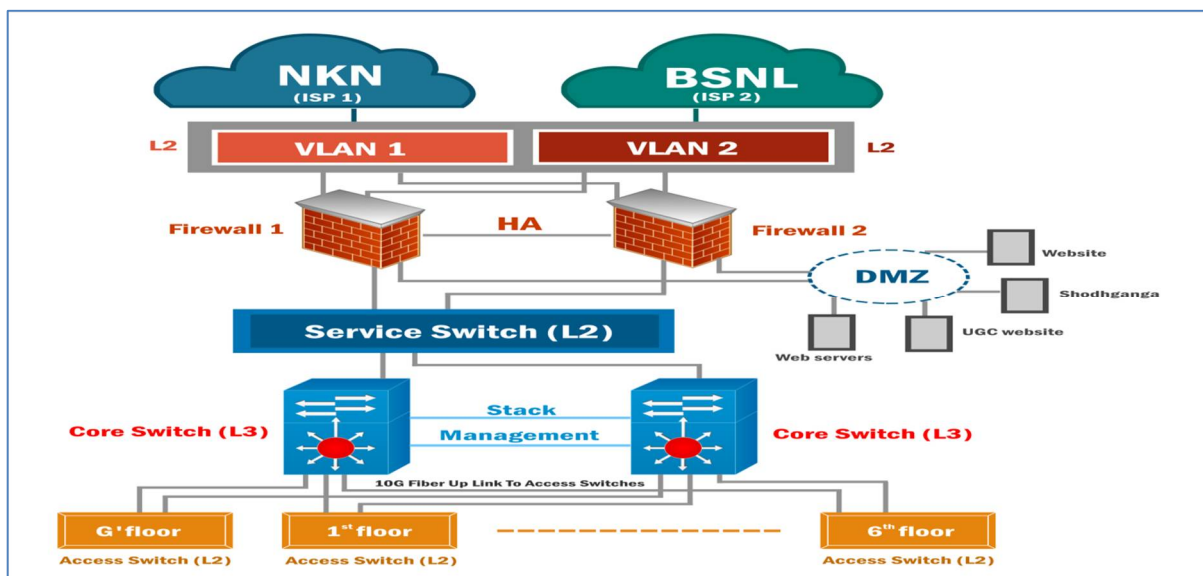 NKN
(ISP 1)
BSNL
(ISP 2)
L2
VLAN 1
VLAN 2
L2
Firewall 1
HA
Firewall 2
DMZ
Website
Shodhganga
UGC website
Web servers
Service Switch (L2)
Core Switch (L3)
Stack
Management
Core Switch (L3)
10G Fiber Up Link To Access Switches
G' floor
1st floor
6th floor
Access Switch (L2)
Access Switch (L2)
Access Switch (L2)